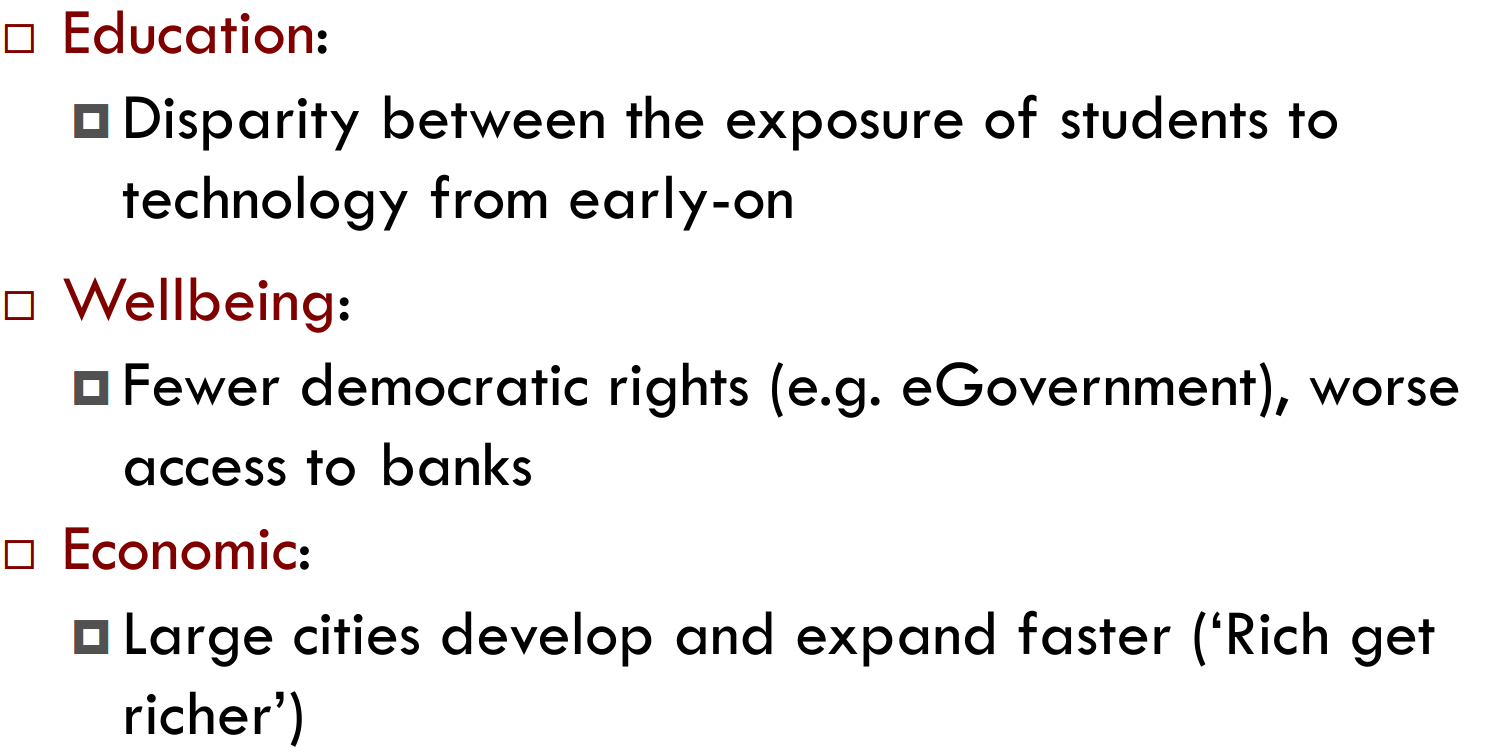 Education:
Disparity between the exposure of students to
technology from early-on
Wellbeing:
Fewer democratic rights (e.g. eGovernment), worse
access to banks
Economic:
Large cities develop and expand faster (‘Rich get
richer’)